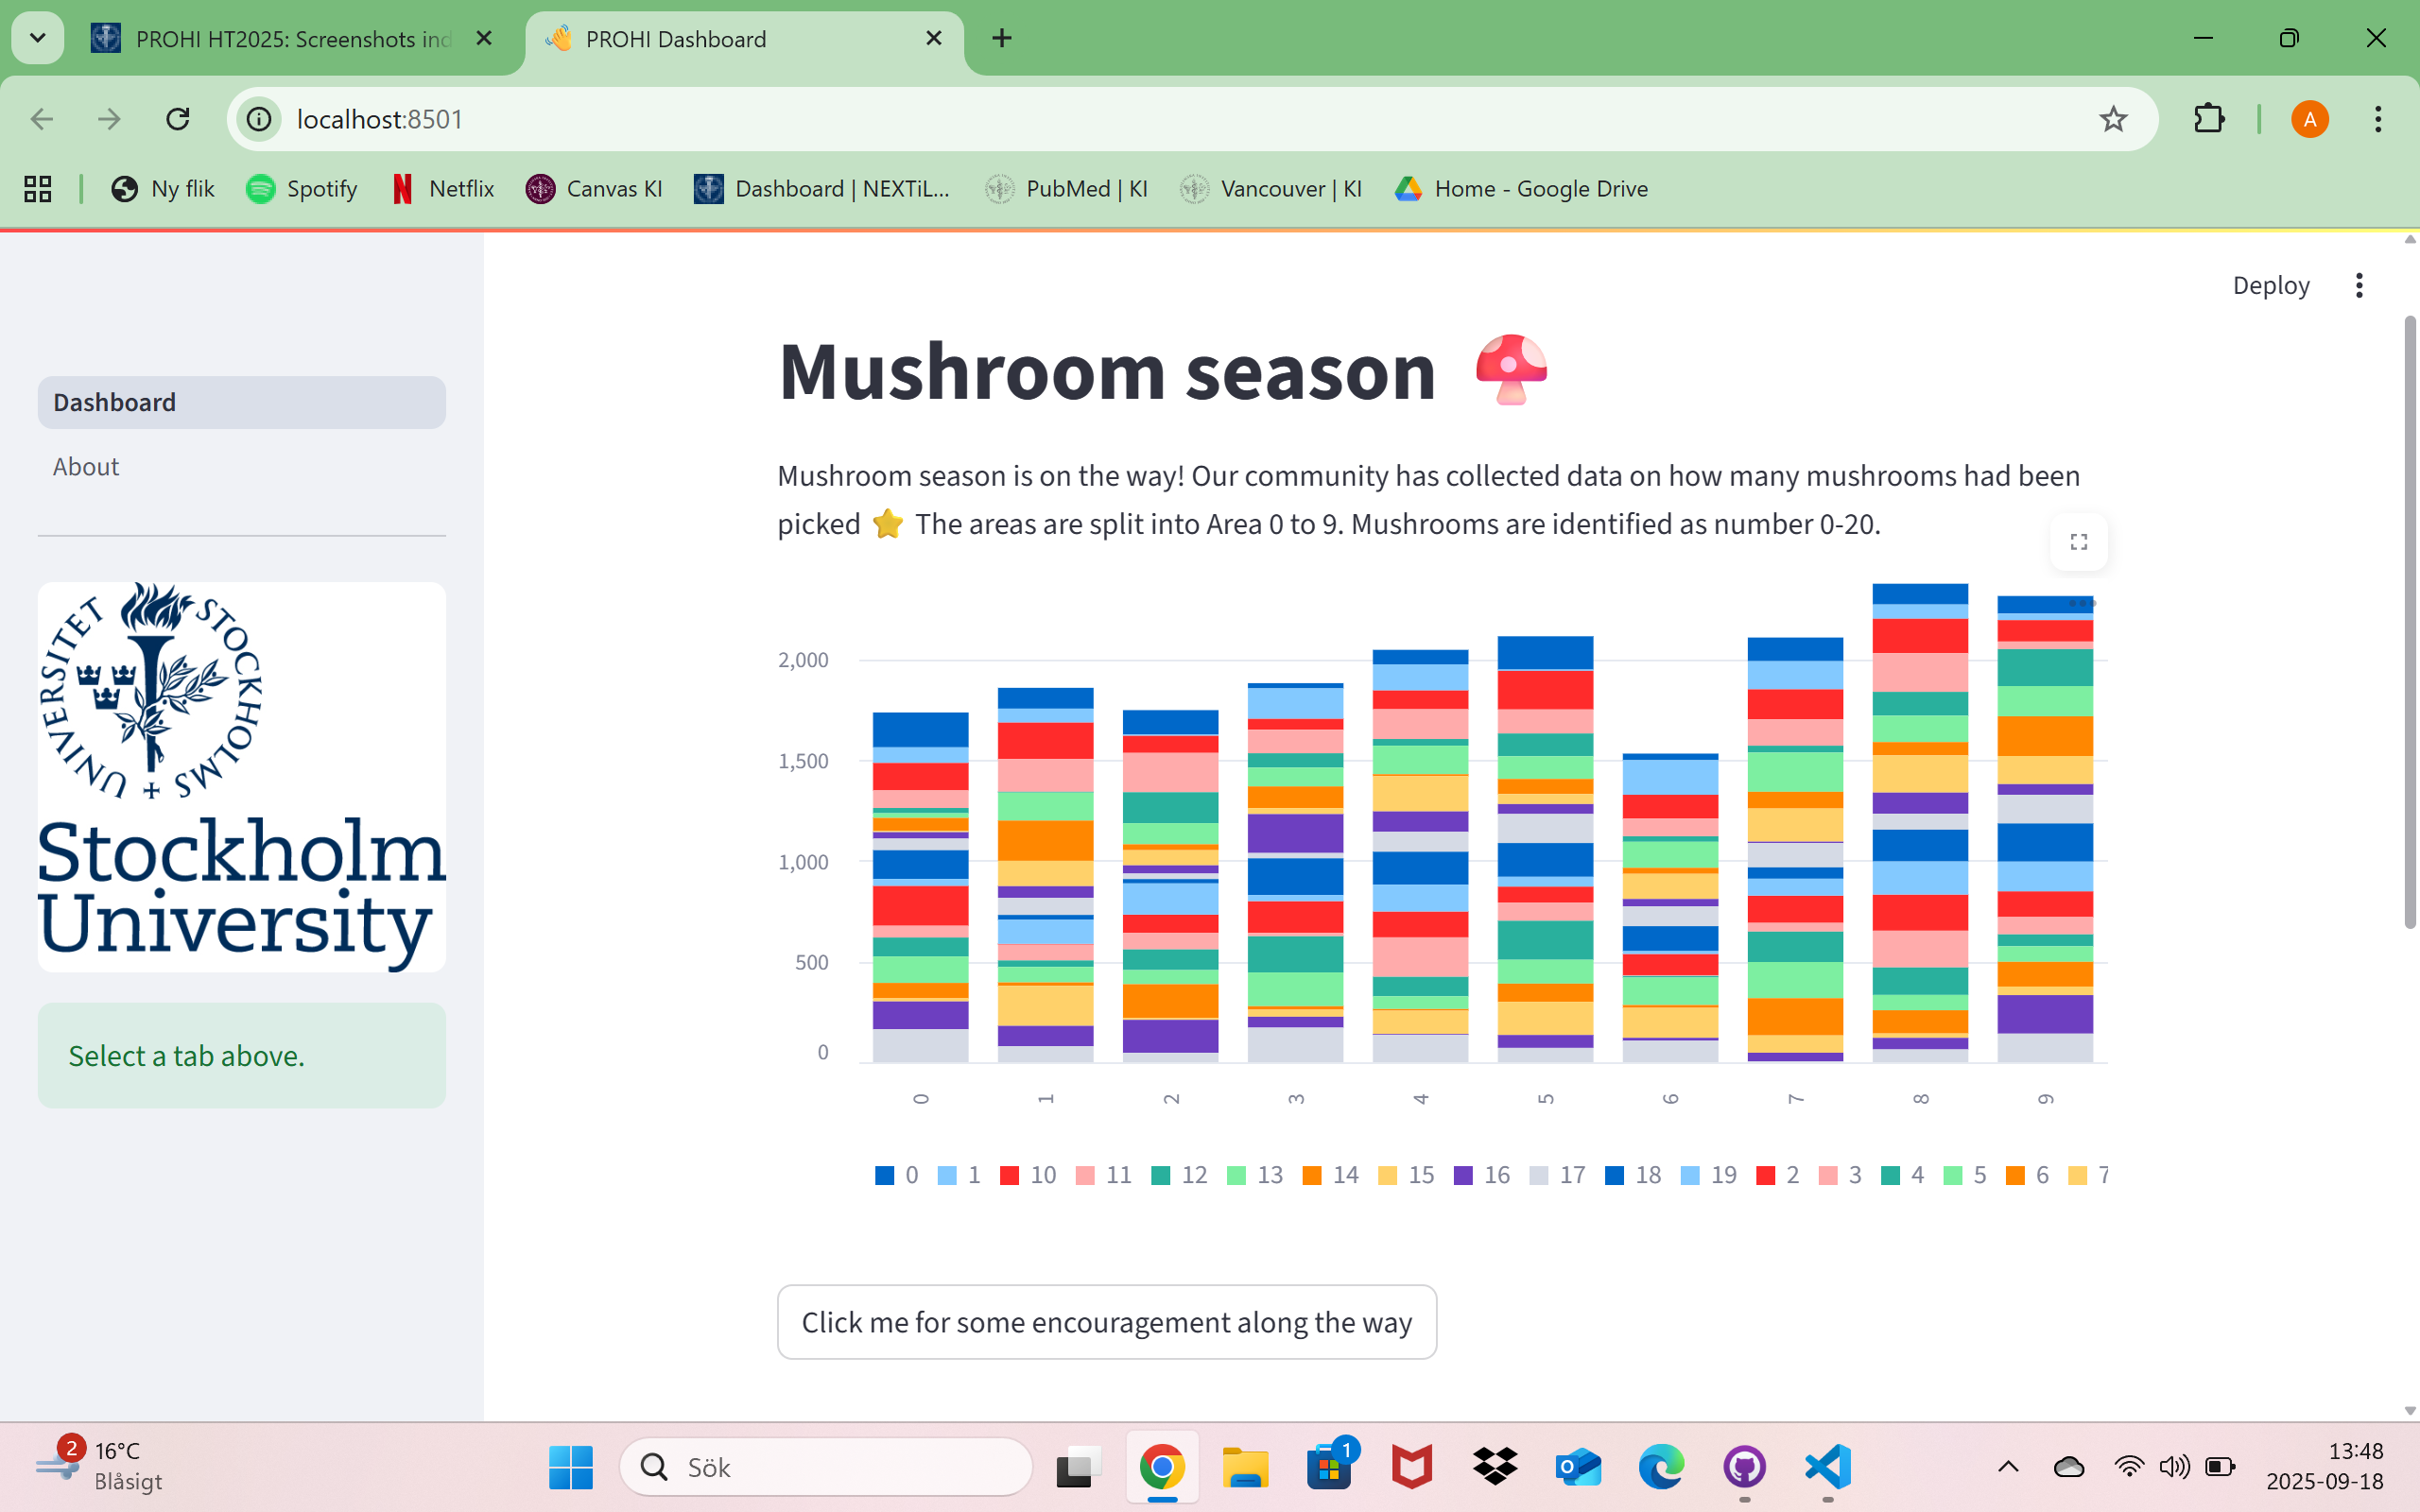 PROHI HT2025: Screenshots ind
PROHI Dashboard
localhost:8501
A
Ny flik
Spotify
Netflix
Canvas KI
Dashboard | NEXTiL...
PubMed | KI
Vancouver | KI
Home - Google Drive
Deploy
Dashboard
About
UNIVERSITET STOCKHOLMS
Stockholm
University
Select a tab above.
Mushroom season
Mushroom season is on the way! Our community has collected data on how many mushrooms had been
picked ⭐ The areas are split into Area 0 to 9. Mushrooms are identified as number 0-20.
2,000
1,500
1,000
500
0
0 1 2 3 4 5 6 7 8 9
0 1 10 11 12 13 14 15 16 17 18 19 2 3 4 5 6 7
Click me for some encouragement along the way
2
16°C
Blåsigt
Sök
1
13:48
2025-09-18